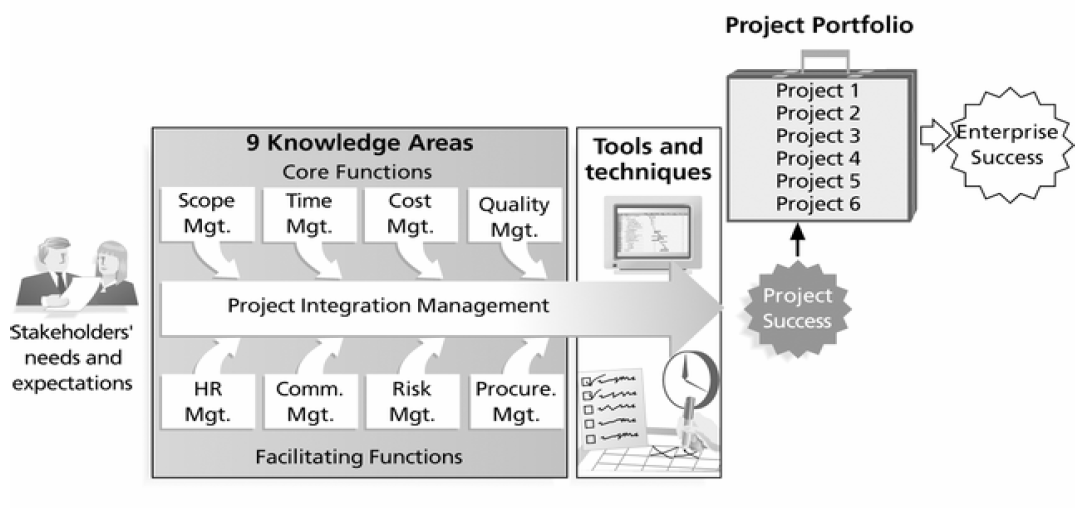 Project Portfolio
Project 1
Project 2
Project 3
Project 4
Project 5
Project 6
Enterprise
Success
9 Knowledge Areas
Core Functions
Scope
Mgt.
Time
Mgt.
Cost
Mgt.
Quality
Mgt.
Tools and
techniques
Project Integration Management
Project
Success
Stakeholders'
needs and
expectations
HR
Mgt.
Comm.
Mgt.
Risk
Mgt.
Procure.
Mgt.
Facilitating Functions